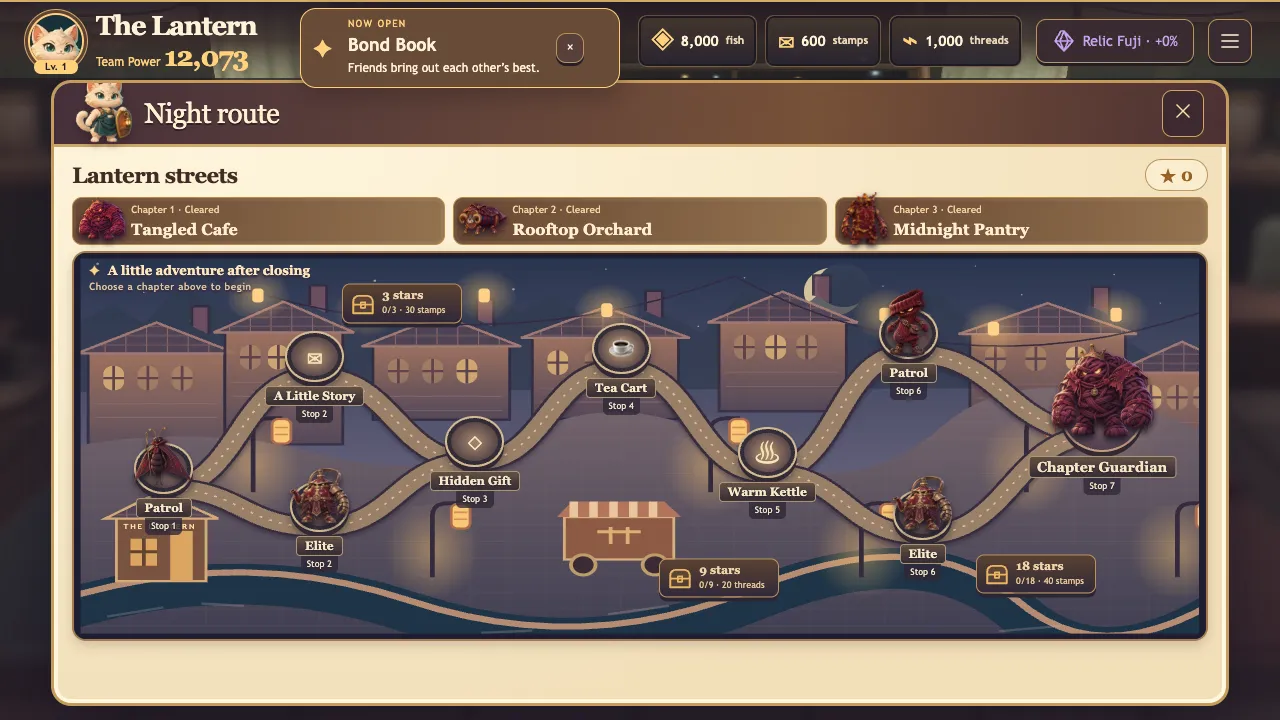 The Lantern
Lv. 1
Team Power 12,073
NOW OPEN
Bond Book
Friends bring out each other's best.
×
8,000 fish
600 stamps
1,000 threads
Relic Fuji · +0%
Night route
Lantern streets
★ 0
Chapter 1 · Cleared
Tangled Cafe
Chapter 2 · Cleared
Rooftop Orchard
Chapter 3 · Cleared
Midnight Pantry
A little adventure after closing
Choose a chapter above to begin
3 stars
0/3 · 30 stamps
A Little Story
Stop 2
Tea Cart
Stop 4
Patrol
Stop 6
Hidden Gift
Stop 3
Warm Kettle
Stop 5
Chapter Guardian
Stop 7
Patrol
Stop 1
THE
RN
Elite
Stop 2
Elite
Stop 6
9 stars
0/9 · 20 threads
18 stars
0/18 · 40 stamps